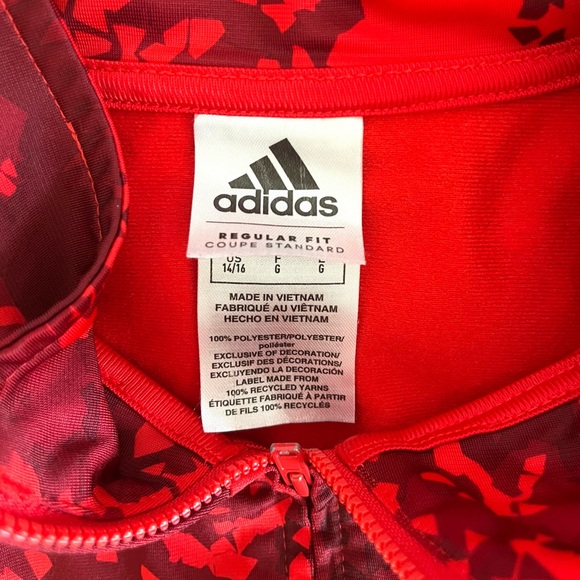 adidas
REGULAR FIT
COUPE STANDARD
US F E
14/16 G G
MADE IN VIETNAM
FABRIQUÉ AU VIÊTNAM
HECHO EN VIETNAM
100% POLYESTER/POLYESTER/
poliéster
EXCLUSIVE OF DECORATION/
EXCLUSIF DES DÉCORATIONS/
EXCLUYENDO LA DECORACIÓN
LABEL MADE FROM
100% RECYCLED YARNS
ÉTIQUETTE FABRIQUÉ A PARTIR
DE FILS 100% RECYCLÉS